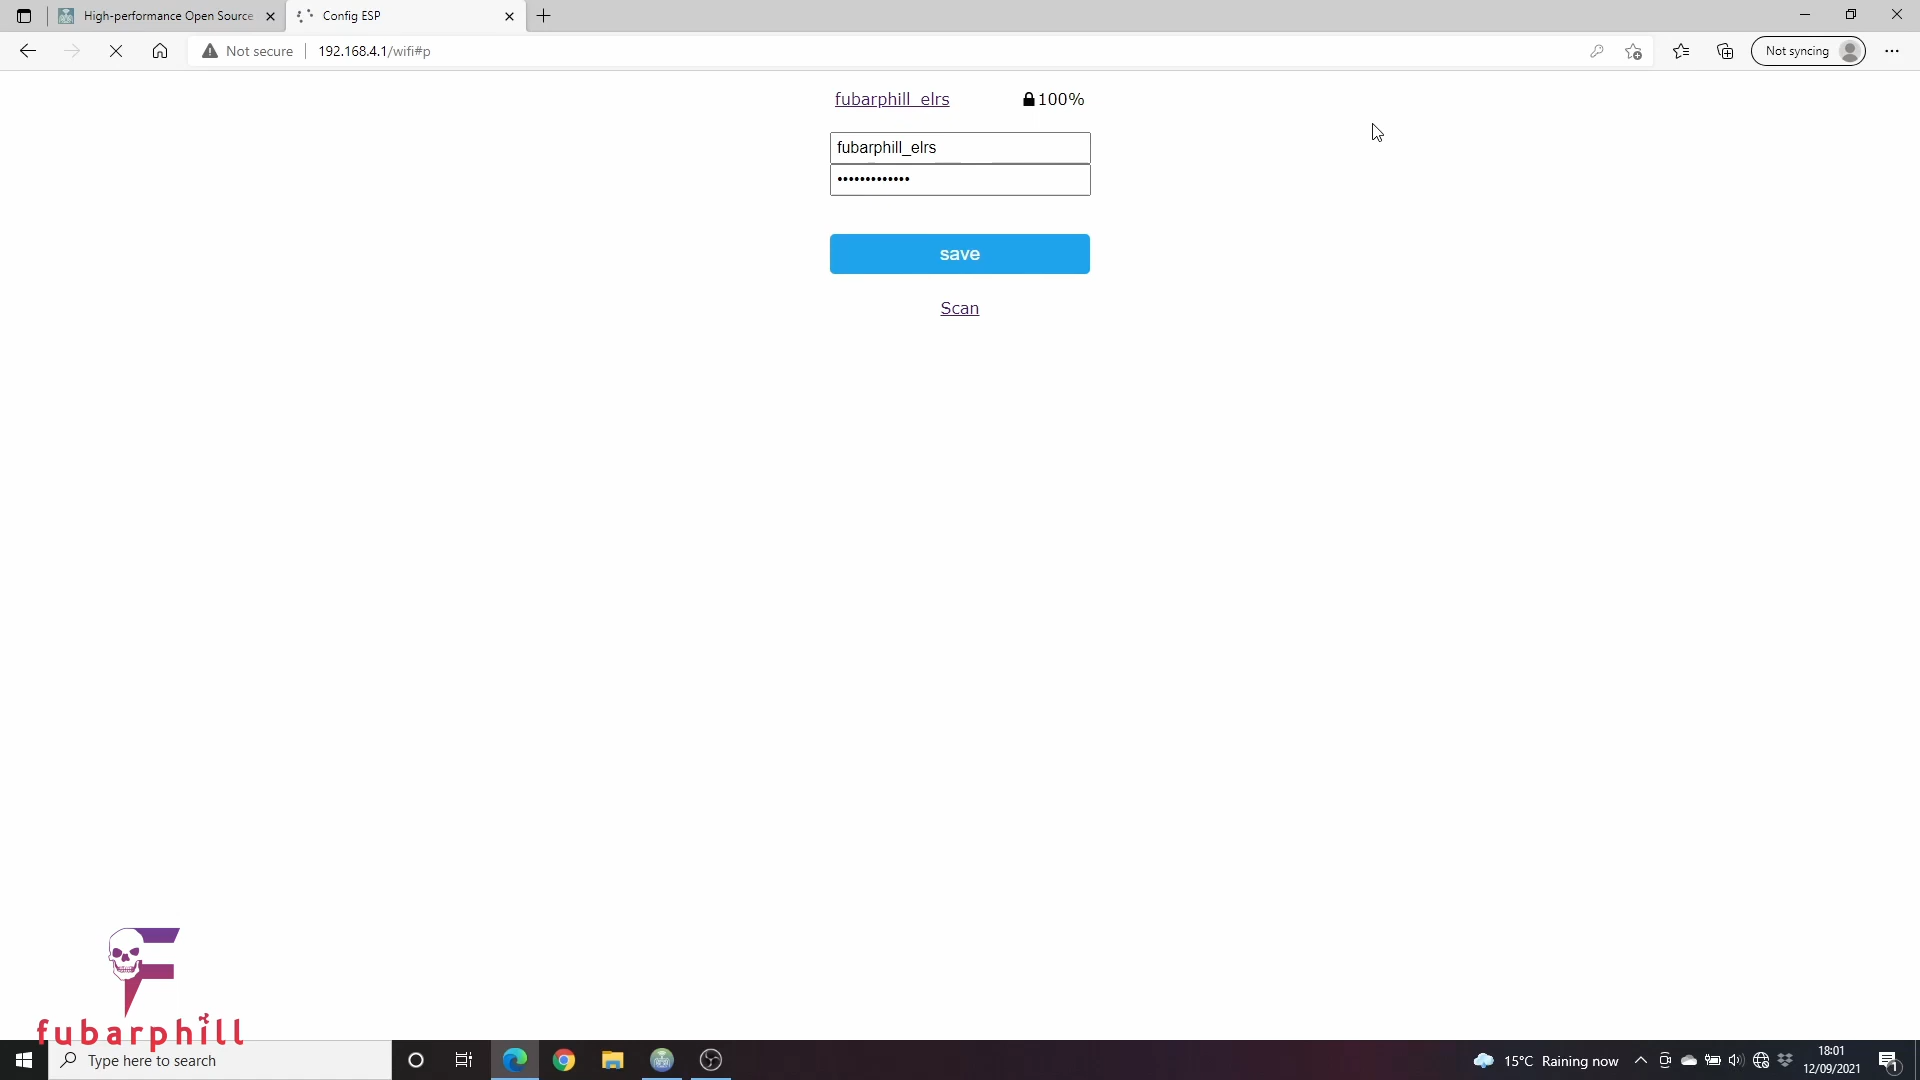 High-performance Open Source
Config ESP
Not secure
192.168.4.1/wifi#p
Not syncing
fubarphill_elrs
100%
fubarphill_elrs
•••••••••••••
save
Scan
fubarphill
Type here to search
15°C Raining now
18:01
12/09/2021
1